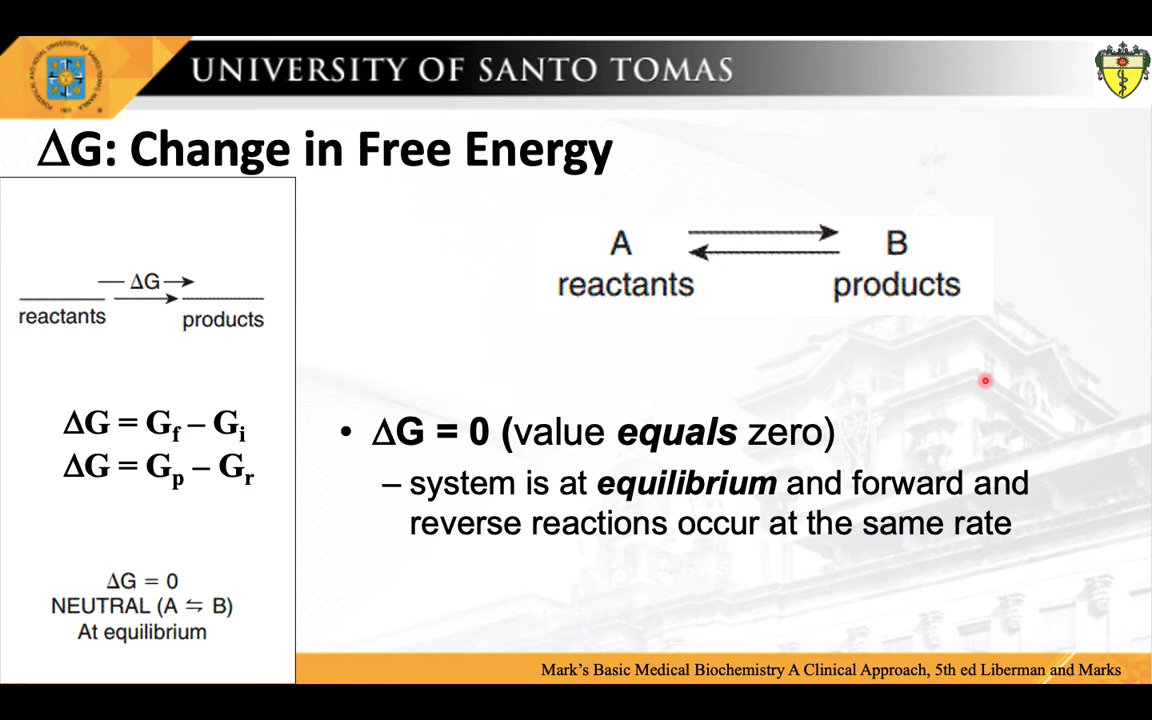 UNIVERSITY OF SANTO TOMAS
ΔG: Change in Free Energy
ΔG
reactants
products
ΔG = Gf – Gi
ΔG = Gp – Gr
ΔG = 0
NEUTRAL (A ⇋ B)
At equilibrium
A
B
reactants
products
• ΔG = 0 (value equals zero)
– system is at equilibrium and forward and
reverse reactions occur at the same rate
Mark's Basic Medical Biochemistry A Clinical Approach, 5th ed Liberman and Marks